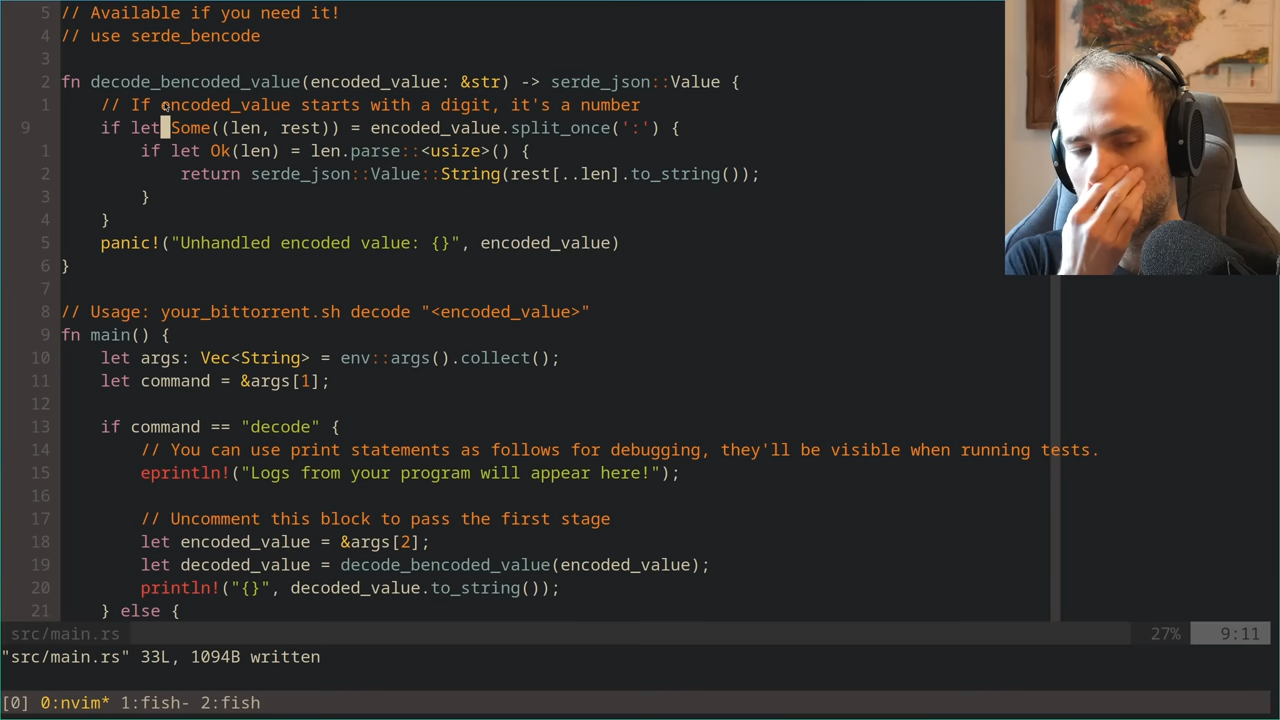 5 // Available if you need it!
4 // use serde_bencode
3
2 fn decode_bencoded_value(encoded_value: &str) -> serde_json::Value {
1     // If encoded_value starts with a digit, it's a number
9     if let Some((len, rest)) = encoded_value.split_once(':') {
1         if let Ok(len) = len.parse::<usize>() {
2             return serde_json::Value::String(rest[..len].to_string());
3         }
4     }
5     panic!("Unhandled encoded value: {}", encoded_value)
6 }
7
8 // Usage: your_bittorrent.sh decode "<encoded_value>"
9 fn main() {
10     let args: Vec<String> = env::args().collect();
11     let command = &args[1];
12
13     if command == "decode" {
14         // You can use print statements as follows for debugging, they'll be visible when running tests.
15         eprintln!("Logs from your program will appear here!");
16
17         // Uncomment this block to pass the first stage
18         let encoded_value = &args[2];
19         let decoded_value = decode_bencoded_value(encoded_value);
20         println!("{}", decoded_value.to_string());
21     } else {
src/main.rs 27% 9:11
"src/main.rs" 33L, 1094B written
[0] 0:nvim* 1:fish- 2:fish